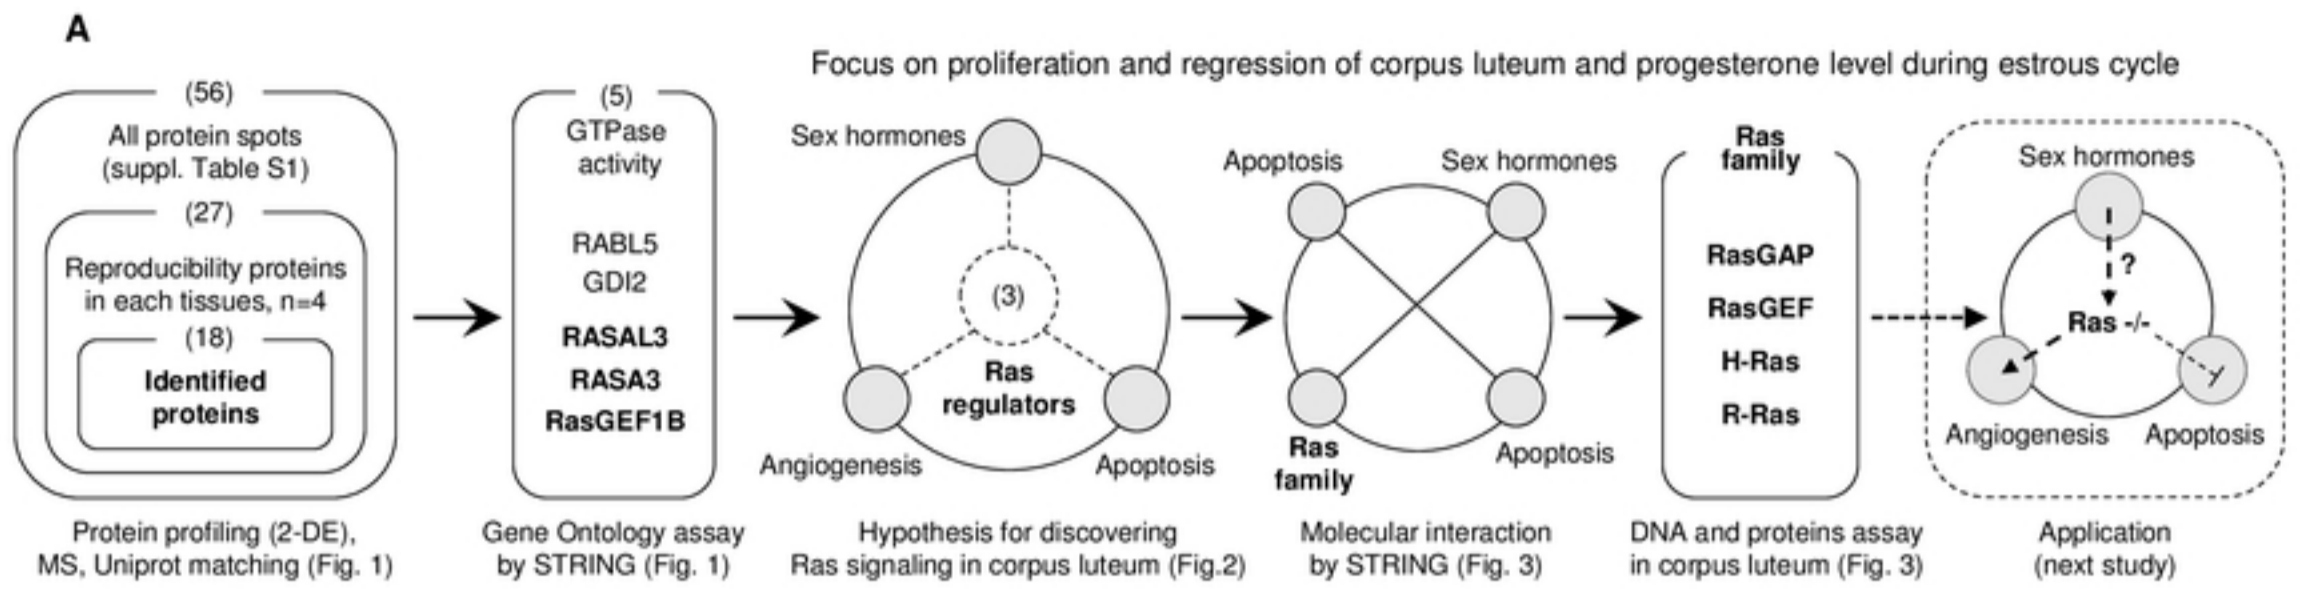 A
Focus on proliferation and regression of corpus luteum and progesterone level during estrous cycle
(56)
All protein spots
(suppl. Table S1)
(27)
Reproducibility proteins
in each tissues, n=4
(18)
Identified
proteins
Protein profiling (2-DE),
MS, Uniprot matching (Fig. 1)
(5)
GTPase
activity
RABL5
GDI2
RASAL3
RASA3
RasGEF1B
Gene Ontology assay
by STRING (Fig. 1)
Sex hormones
(3)
Ras
regulators
Angiogenesis
Apoptosis
Hypothesis for discovering
Ras signaling in corpus luteum (Fig.2)
Apoptosis
Sex hormones
Ras
family
Apoptosis
Molecular interaction
by STRING (Fig. 3)
Ras
family
RasGAP
RasGEF
H-Ras
R-Ras
DNA and proteins assay
in corpus luteum (Fig. 3)
Sex hormones
?
Ras -/-
Angiogenesis
Apoptosis
Application
(next study)